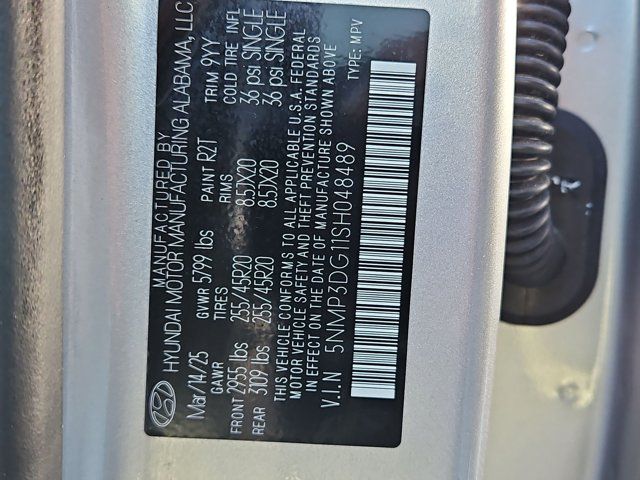 MANUFACTURED BY
HYUNDAI MOTOR MANUFACTURING ALABAMA, LLC
Mar/14/25 GVWR 5799 lbs PAINT R2T TRIM 9YY
GAWR TIRES RIMS COLD TIRE INFL
FRONT 2955 lbs 255/45R20 8.5JX20 36 psi SINGLE
REAR 3109 lbs 255/45R20 8.5JX20 36 psi SINGLE
THIS VEHICLE CONFORMS TO ALL APPLICABLE U.S.A. FEDERAL
MOTOR VEHICLE SAFETY AND THEFT PREVENTION STANDARDS
IN EFFECT ON THE DATE OF MANUFACTURE SHOWN ABOVE
V.I.N 5NMP3DG11SH048489 TYPE: MPV